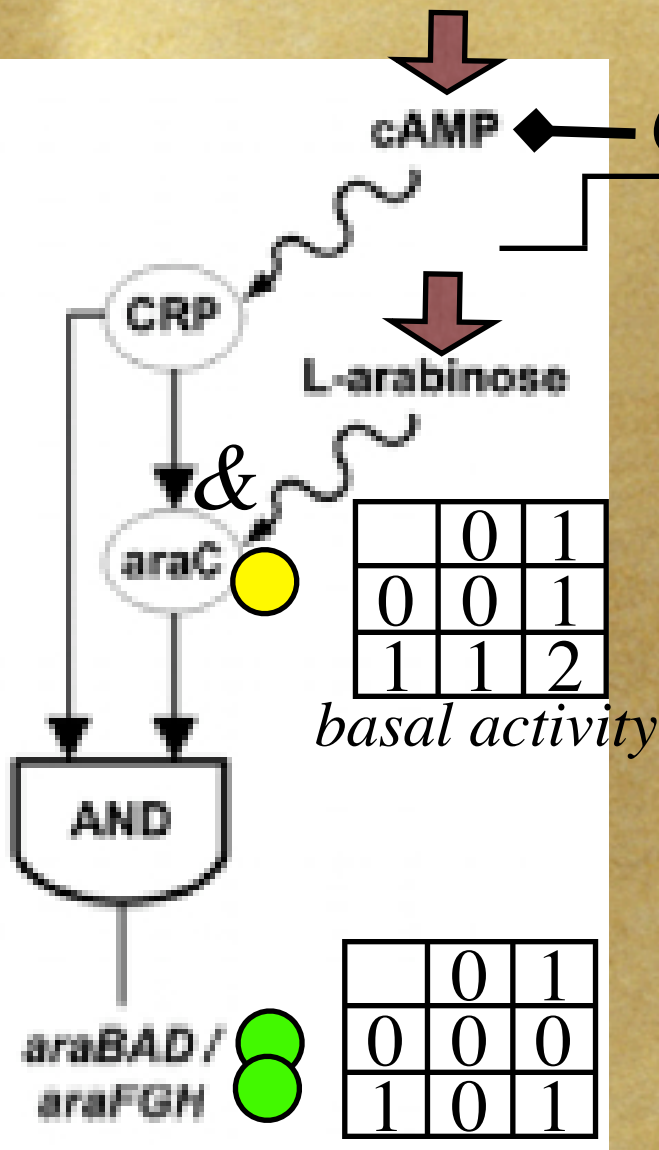 cAMP
CRP
L-arabinose
&
araC
0 1
0 0 1
1 1 2
basal activity
AND
0 1
0 0 0
1 0 1
araBAD /
araFGH